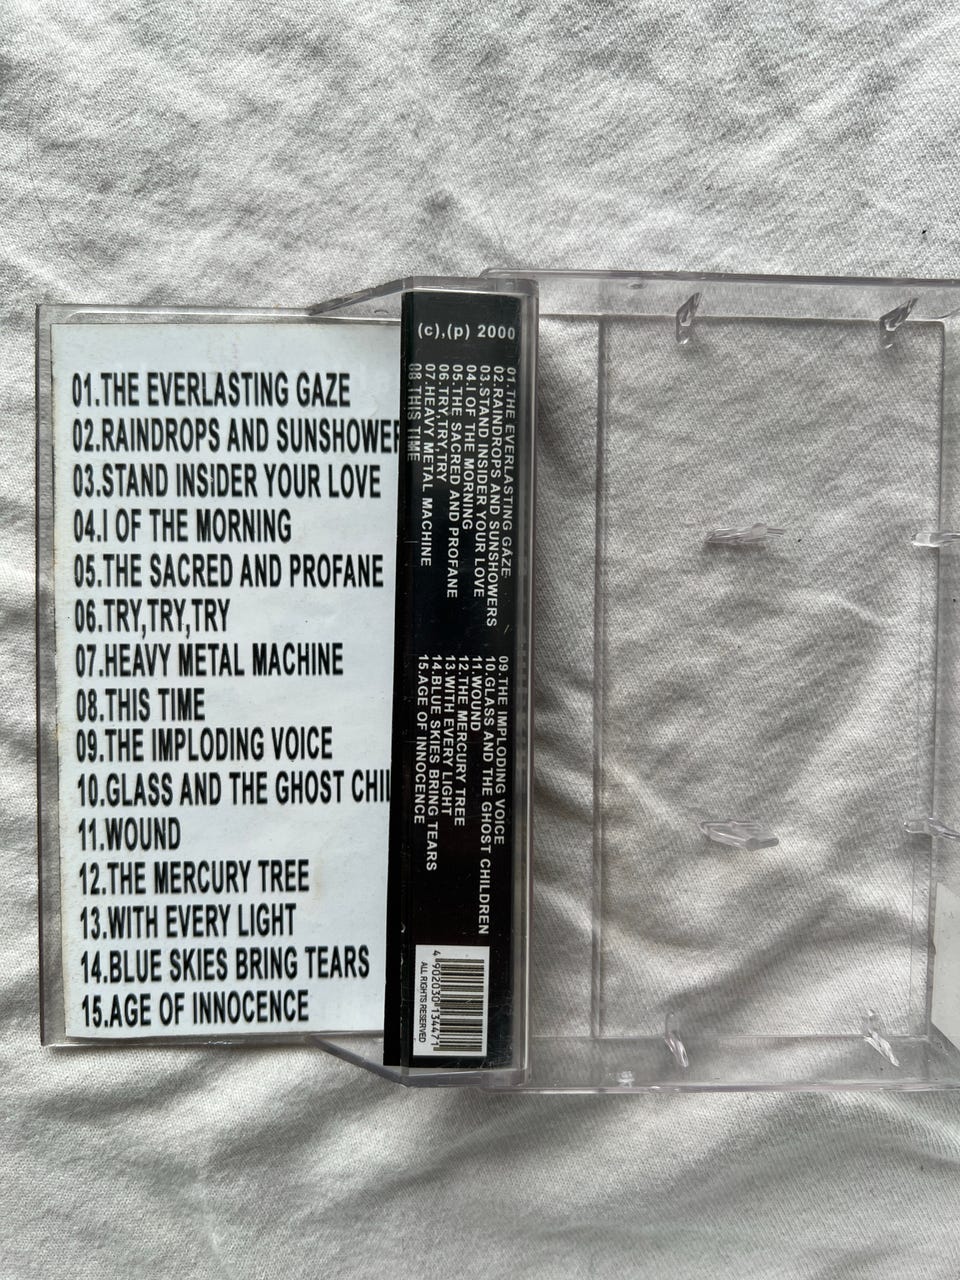 01.THE EVERLASTING GAZE
02.RAINDROPS AND SUNSHOWER
03.STAND INSIDER YOUR LOVE
04.I OF THE MORNING
05.THE SACRED AND PROFANE
06.TRY,TRY,TRY
07.HEAVY METAL MACHINE
08.THIS TIME
09.THE IMPLODING VOICE
10.GLASS AND THE GHOST CHIL
11.WOUND
12.THE MERCURY TREE
13.WITH EVERY LIGHT
14.BLUE SKIES BRING TEARS
15.AGE OF INNOCENCE
(c),(p) 2000
01.THE EVERLASTING GAZE
02.RAINDROPS AND SUNSHOWERS
03.STAND INSIDER YOUR LOVE
04.I OF THE MORNING
05.THE SACRED AND PROFANE
06.TRY,TRY,TRY
07.HEAVY METAL MACHINE
08.THIS TIME
09.THE IMPLODING VOICE
10.GLASS AND THE GHOST CHILDREN
11.WOUND
12.THE MERCURY TREE
13.WITH EVERY LIGHT
14.BLUE SKIES BRING TEARS
15.AGE OF INNOCENCE
4 902030 134471
ALL RIGHTS RESERVED